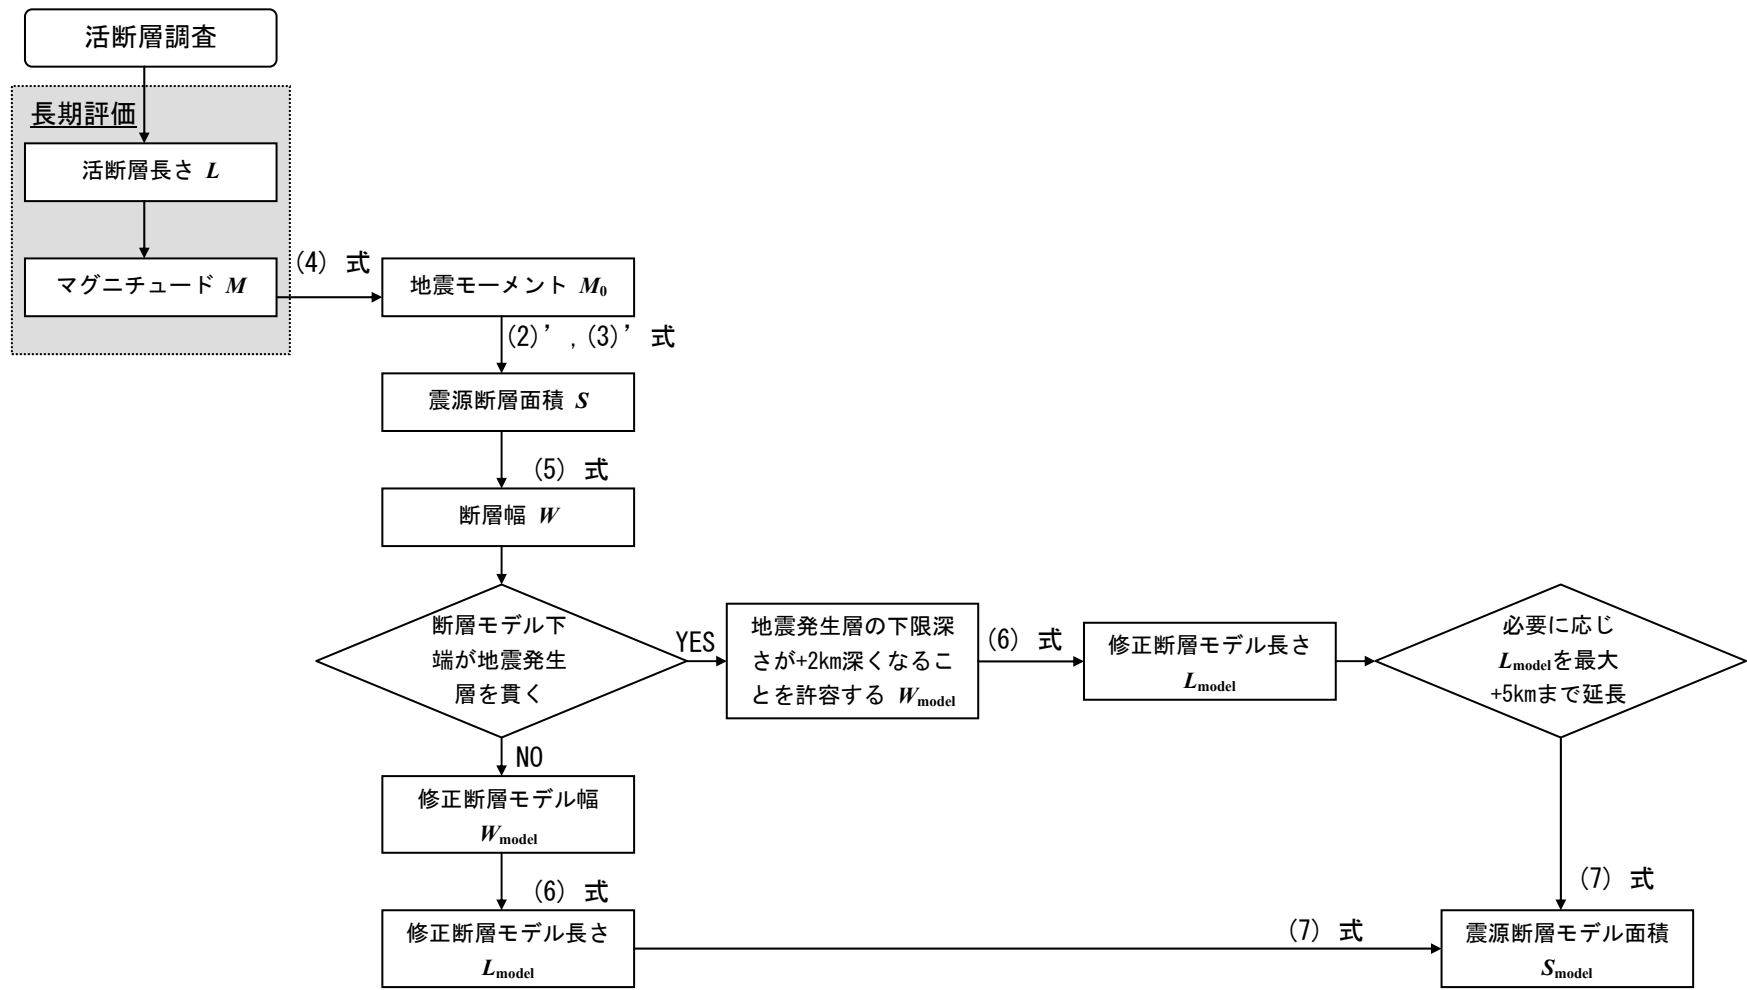 活断層調査
長期評価
活断層長さ L
マグニチュード M
(4) 式
地震モーメント M0
(2)’,(3)’ 式
震源断層面積 S
(5) 式
断層幅 W
断層モデル下
端が地震発生
層を貫く
YES
地震発生層の下限深
さが+2km深くなるこ
とを許容する Wmodel
(6) 式
修正断層モデル長さ
Lmodel
必要に応じ
Lmodelを最大
+5kmまで延長
NO
修正断層モデル幅
Wmodel
(6) 式
修正断層モデル長さ
Lmodel
(7) 式
(7) 式
震源断層モデル面積
Smodel